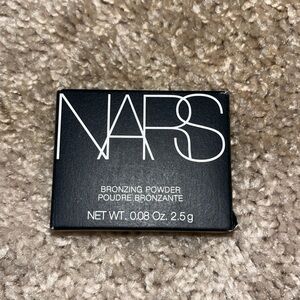 NARS
BRONZING POWDER
POUDRE BRONZANTE
NET WT. 0.08 Oz. 2.5 g